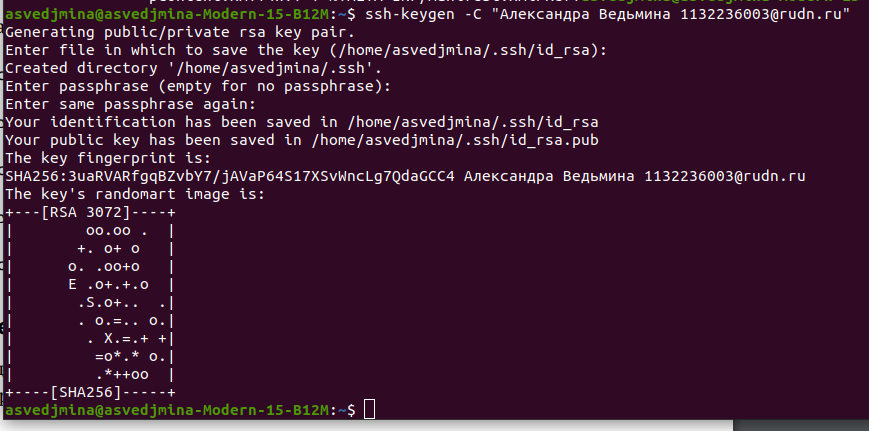 asvedjmina@asvedjmina-Modern-15-B12M:~$ ssh-keygen -C "Александра Ведьмина 1132236003@rudn.ru"
Generating public/private rsa key pair.
Enter file in which to save the key (/home/asvedjmina/.ssh/id_rsa):
Created directory '/home/asvedjmina/.ssh'.
Enter passphrase (empty for no passphrase):
Enter same passphrase again:
Your identification has been saved in /home/asvedjmina/.ssh/id_rsa
Your public key has been saved in /home/asvedjmina/.ssh/id_rsa.pub
The key fingerprint is:
SHA256:3uaRVARfgqBZvbY7/jAVaP64S17XSvWncLg7QdaGCC4 Александра Ведьмина 1132236003@rudn.ru
The key's randomart image is:
+---[RSA 3072]----+
|        oo.oo .  |
|       +. o+ o   |
|      o. .oo+o   |
|      E .o+.+.o  |
|       .S.o+..  .|
|       . o.=.. o.|
|        . X.=.+ +|
|         =o*.* o.|
|         .*++oo  |
+----[SHA256]-----+
asvedjmina@asvedjmina-Modern-15-B12M:~$